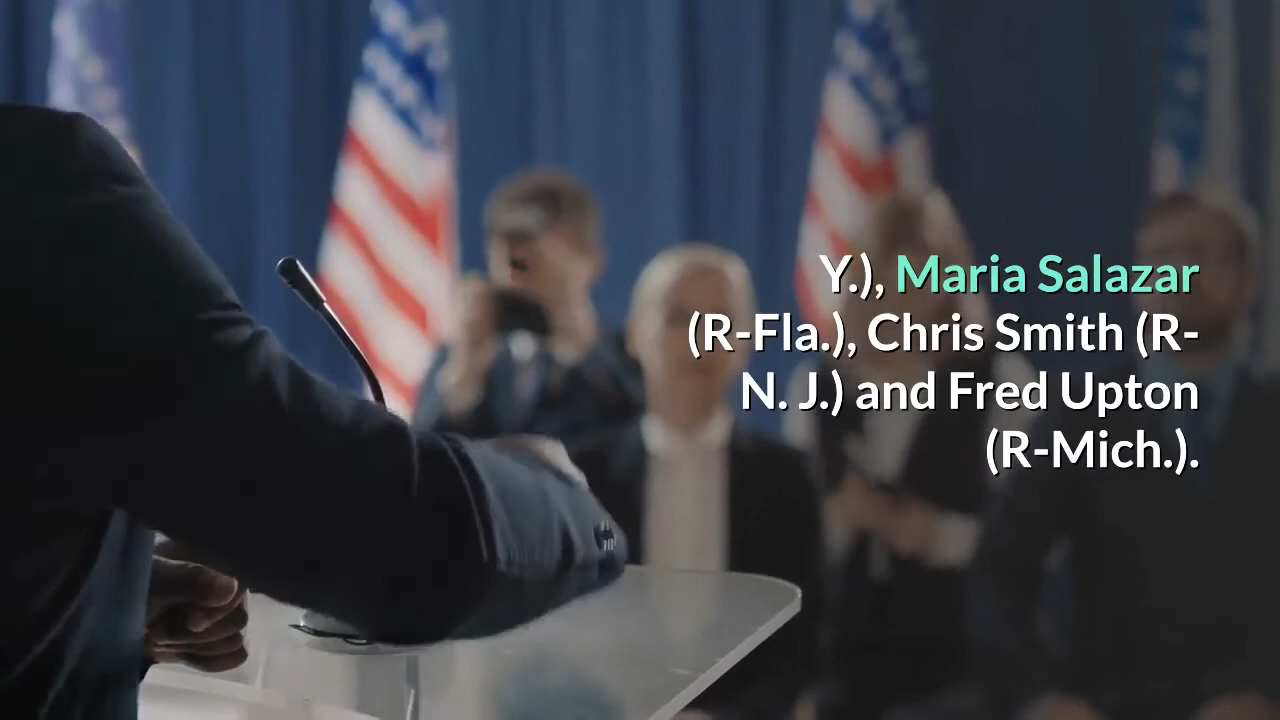 Y.), Maria Salazar
(R-Fla.), Chris Smith (R-
N. J.) and Fred Upton
(R-Mich.).